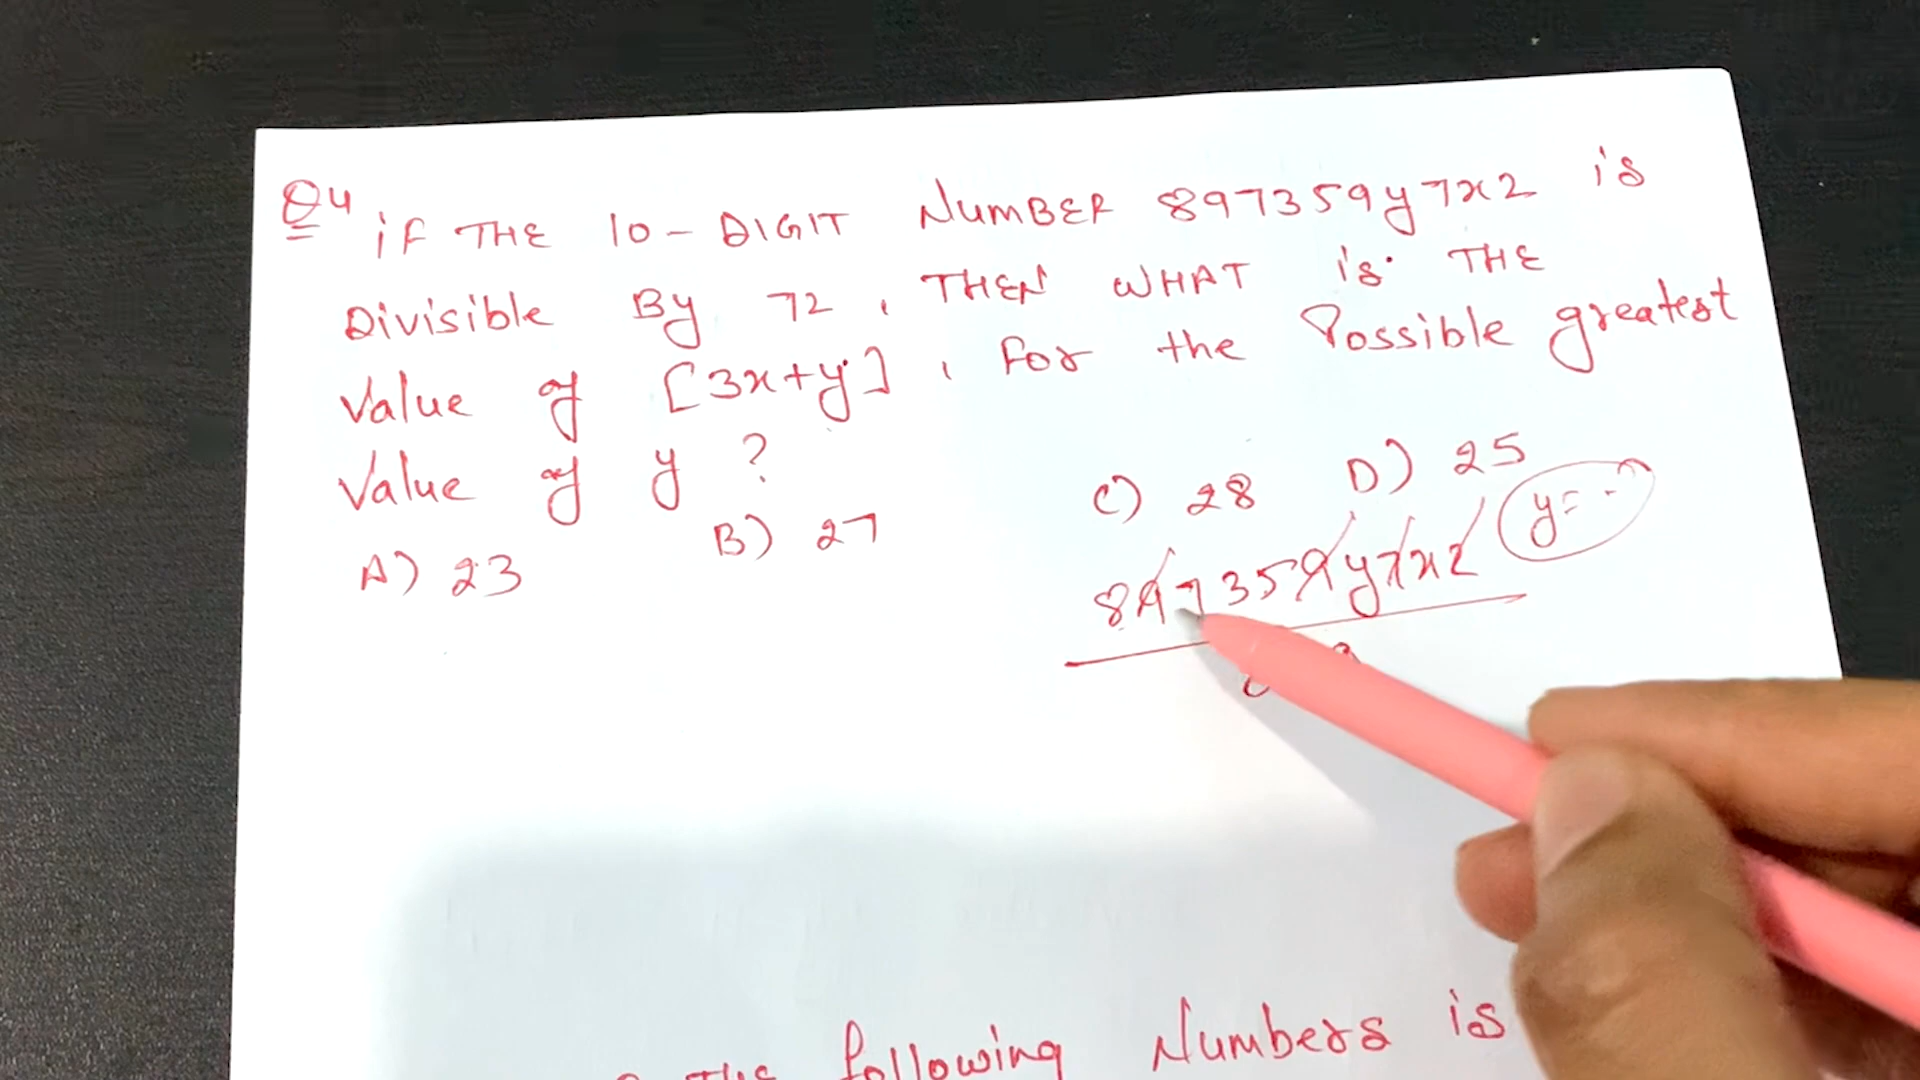 Q4 iF THE 10-DIGIT NUMBER 897359y7x2 is
Divisible By 72, THEN WHAT is THE
Value of [3x+y], For the Possible greatest
Value of y ?
A) 23 B) 27 C) 28 D) 25
897359y7x2 y=
the following Numbers is